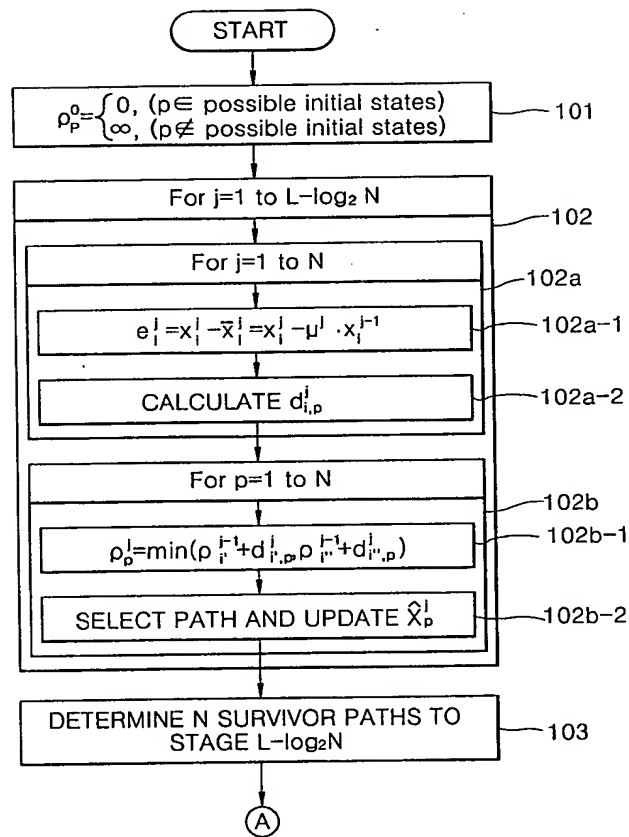 START
ρ_p^0 = { 0, (p∈ possible initial states)
∞, (p∉ possible initial states)
101
For j=1 to L-log₂ N
102
For j=1 to N
102a
e_i^j = x_i^j - x̄_i^j = x_i^j - μ^j · x_i^{j-1}
102a-1
CALCULATE d_{i,p}^j
102a-2
For p=1 to N
102b
ρ_p^j = min(ρ_{i'}^{j-1} + d_{i',p}^j, ρ_{i''}^{j-1} + d_{i'',p}^j)
102b-1
SELECT PATH AND UPDATE X̂_p^j
102b-2
DETERMINE N SURVIVOR PATHS TO
STAGE L-log₂N
103
A